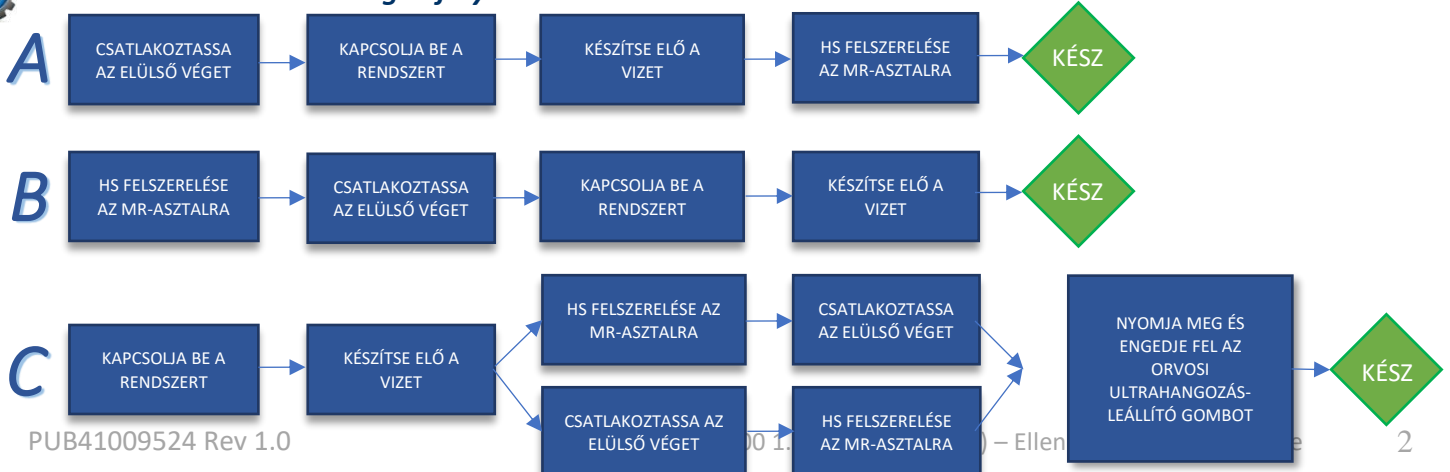 A
CSATLAKOZTASSA
AZ ELÜLSŐ VÉGET
KAPCSOLJA BE A
RENDSZERT
KÉSZÍTSE ELŐ A
VIZET
HS FELSZERELÉSE
AZ MR-ASZTALRA
KÉSZ
B
HS FELSZERELÉSE
AZ MR-ASZTALRA
CSATLAKOZTASSA
AZ ELÜLSŐ VÉGET
KAPCSOLJA BE A
RENDSZERT
KÉSZÍTSE ELŐ A
VIZET
KÉSZ
C
KAPCSOLJA BE A
RENDSZERT
KÉSZÍTSE ELŐ A
VIZET
HS FELSZERELÉSE AZ
MR-ASZTALRA
CSATLAKOZTASSA
AZ ELÜLSŐ VÉGET
CSATLAKOZTASSA AZ
ELÜLSŐ VÉGET
HS FELSZERELÉSE
AZ MR-ASZTALRA
NYOMJA MEG ÉS
ENGEDJE FEL AZ
ORVOSI
ULTRAHANGOZÁS-
LEÁLLÍTÓ GOMBOT
KÉSZ
PUB41009524 Rev 1.0
2